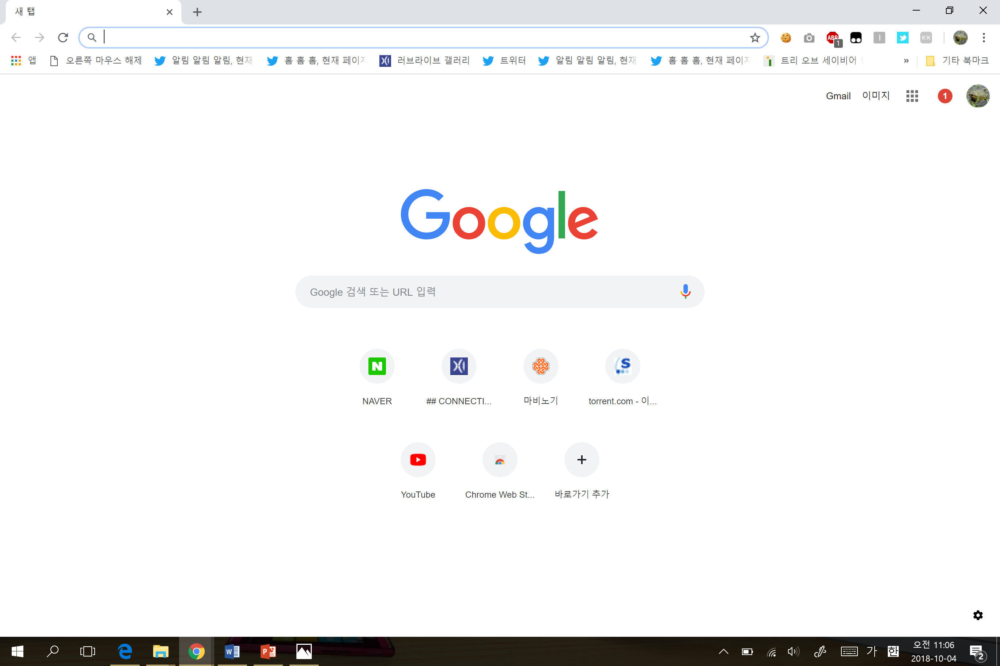 새 탭
앱 오른쪽 마우스 해제 알림 알림 알림, 현재 홈 홈 홈, 현재 페이지 러브라이브 갤러리 트위터 알림 알림 알림, 현재 홈 홈 홈, 현재 페이지 트리 오브 세이비어 » 기타 북마크
ABP 1 EX
Gmail 이미지 1
Google
Google 검색 또는 URL 입력
NAVER ## CONNECTI... 마비노기 torrent.com - 이...
YouTube Chrome Web St... 바로가기 추가
가 한 오전 11:06
2018-10-04 2